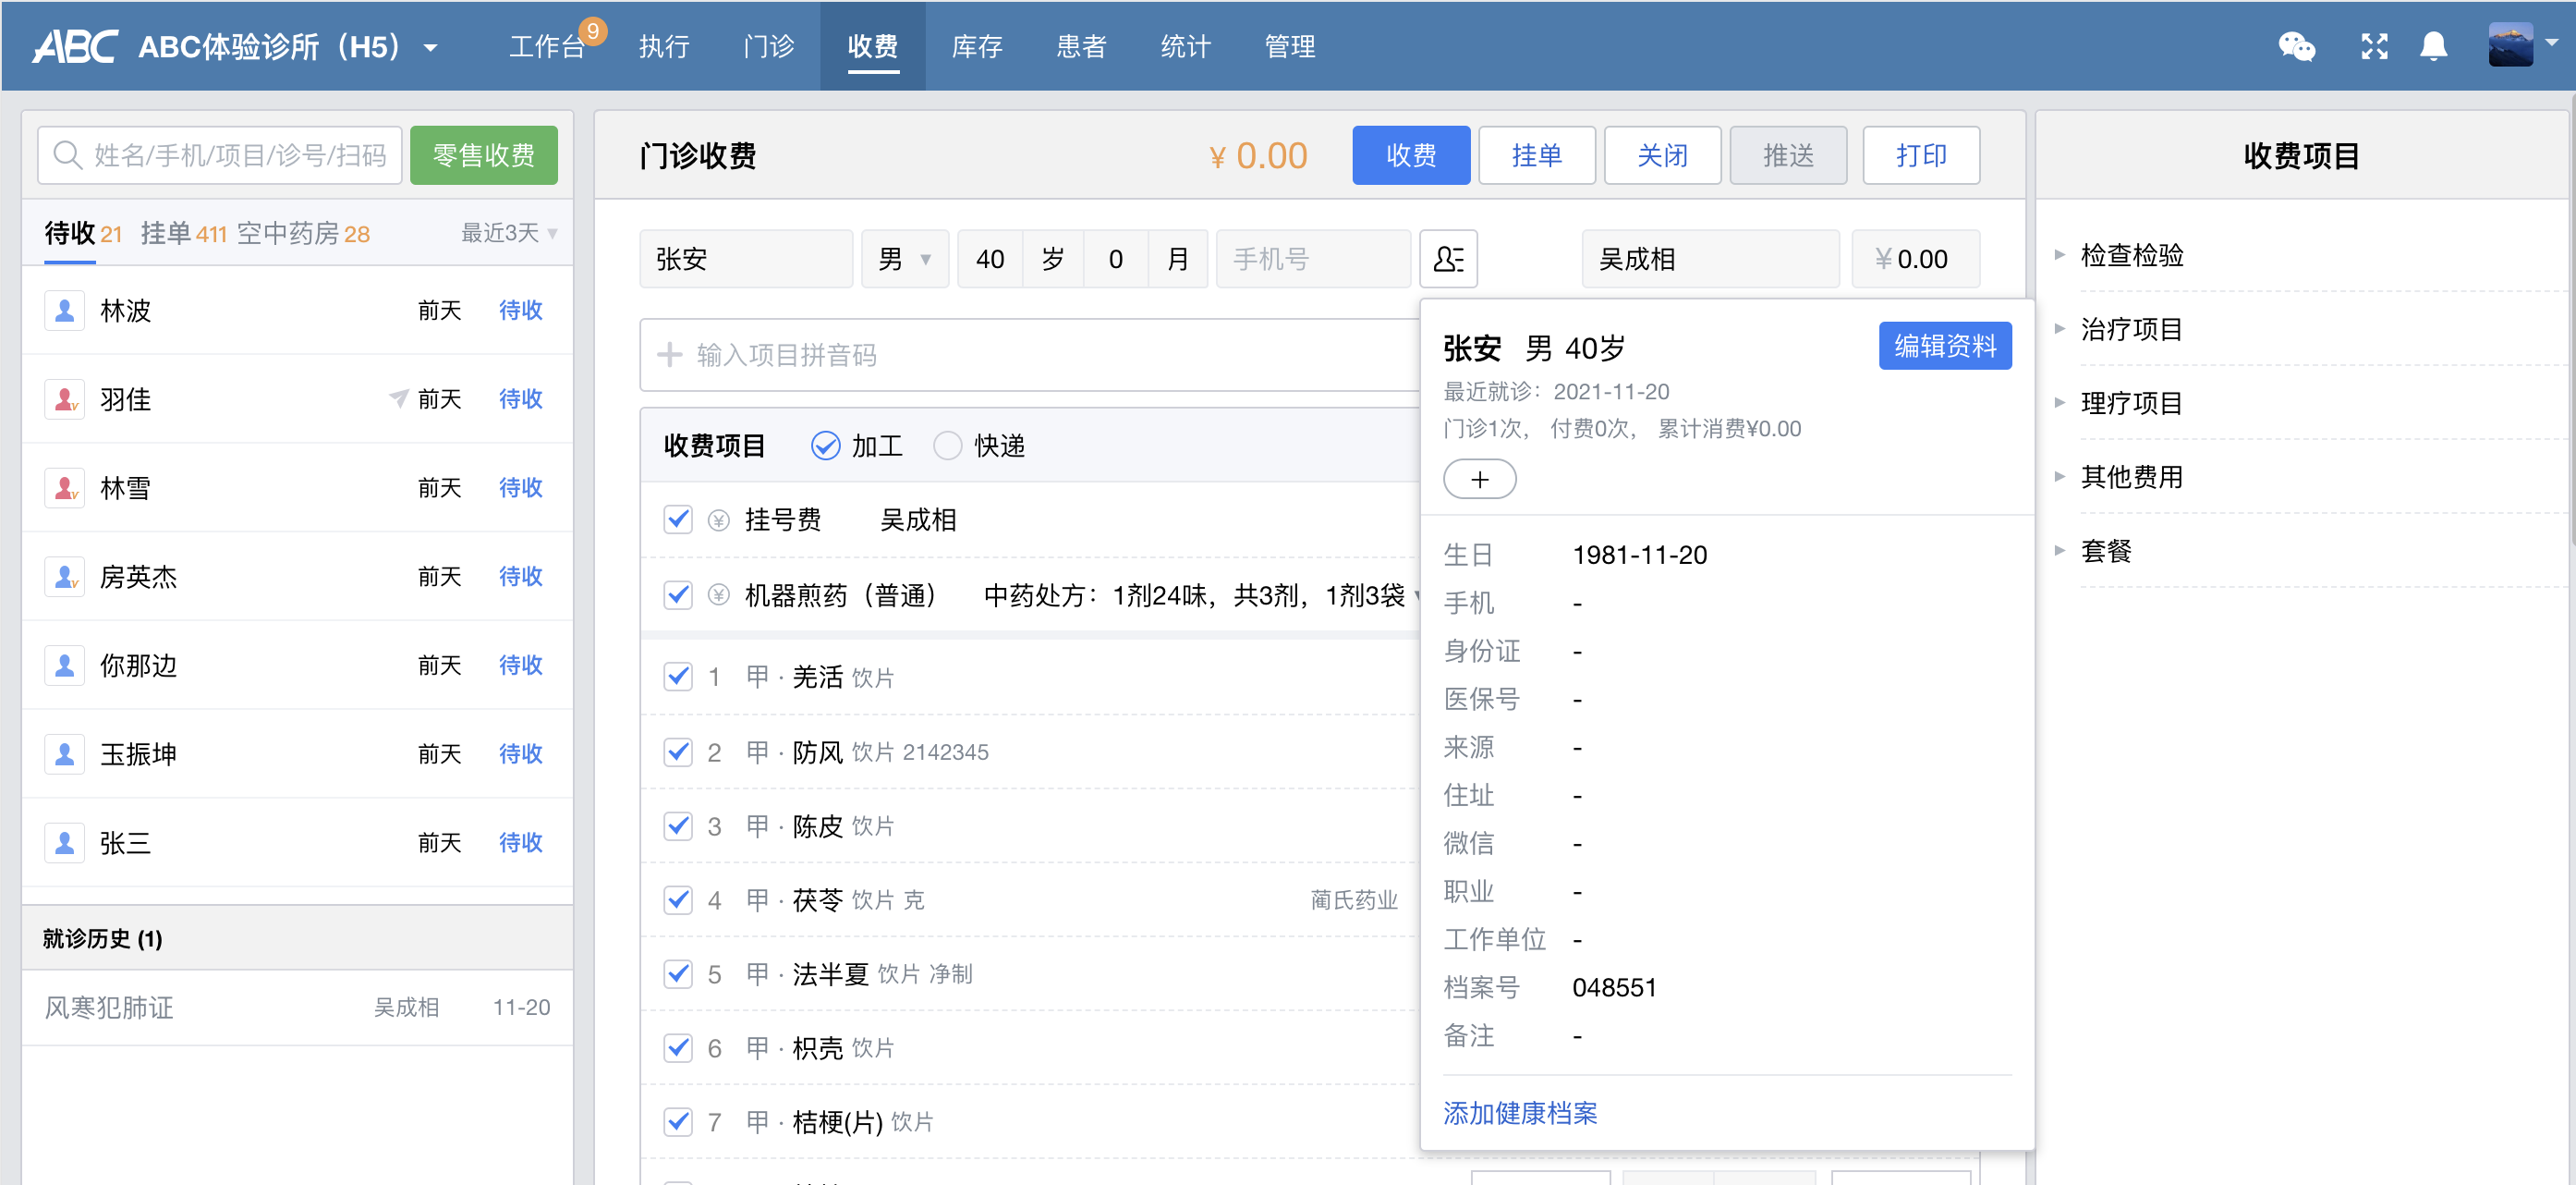 ABC ABC体验诊所（H5） 工作台 9 执行 门诊 收费 库存 患者 统计 管理
姓名/手机/项目/诊号/扫码 零售收费
待收 21 挂单 411 空中药房 28 最近3天
林波 前天 待收
羽佳 前天 待收
林雪 前天 待收
房英杰 前天 待收
你那边 前天 待收
玉振坤 前天 待收
张三 前天 待收
就诊历史 (1)
风寒犯肺证 吴成相 11-20
门诊收费 ¥ 0.00 收费 挂单 关闭 推送 打印
张安 男 40 岁 0 月 手机号 吴成相 ¥ 0.00
输入项目拼音码
收费项目 加工 快递
挂号费 吴成相
机器煎药（普通） 中药处方：1剂24味，共3剂，1剂3袋
1 甲 · 羌活 饮片
2 甲 · 防风 饮片 2142345
3 甲 · 陈皮 饮片
4 甲 · 茯苓 饮片 克 蔺氏药业
5 甲 · 法半夏 饮片 净制
6 甲 · 枳壳 饮片
7 甲 · 桔梗(片) 饮片
张安 男 40岁 编辑资料
最近就诊：2021-11-20
门诊1次， 付费0次， 累计消费¥0.00
+
生日 1981-11-20
手机 -
身份证 -
医保号 -
来源 -
住址 -
微信 -
职业 -
工作单位 -
档案号 048551
备注 -
添加健康档案
收费项目
检查检验
治疗项目
理疗项目
其他费用
套餐